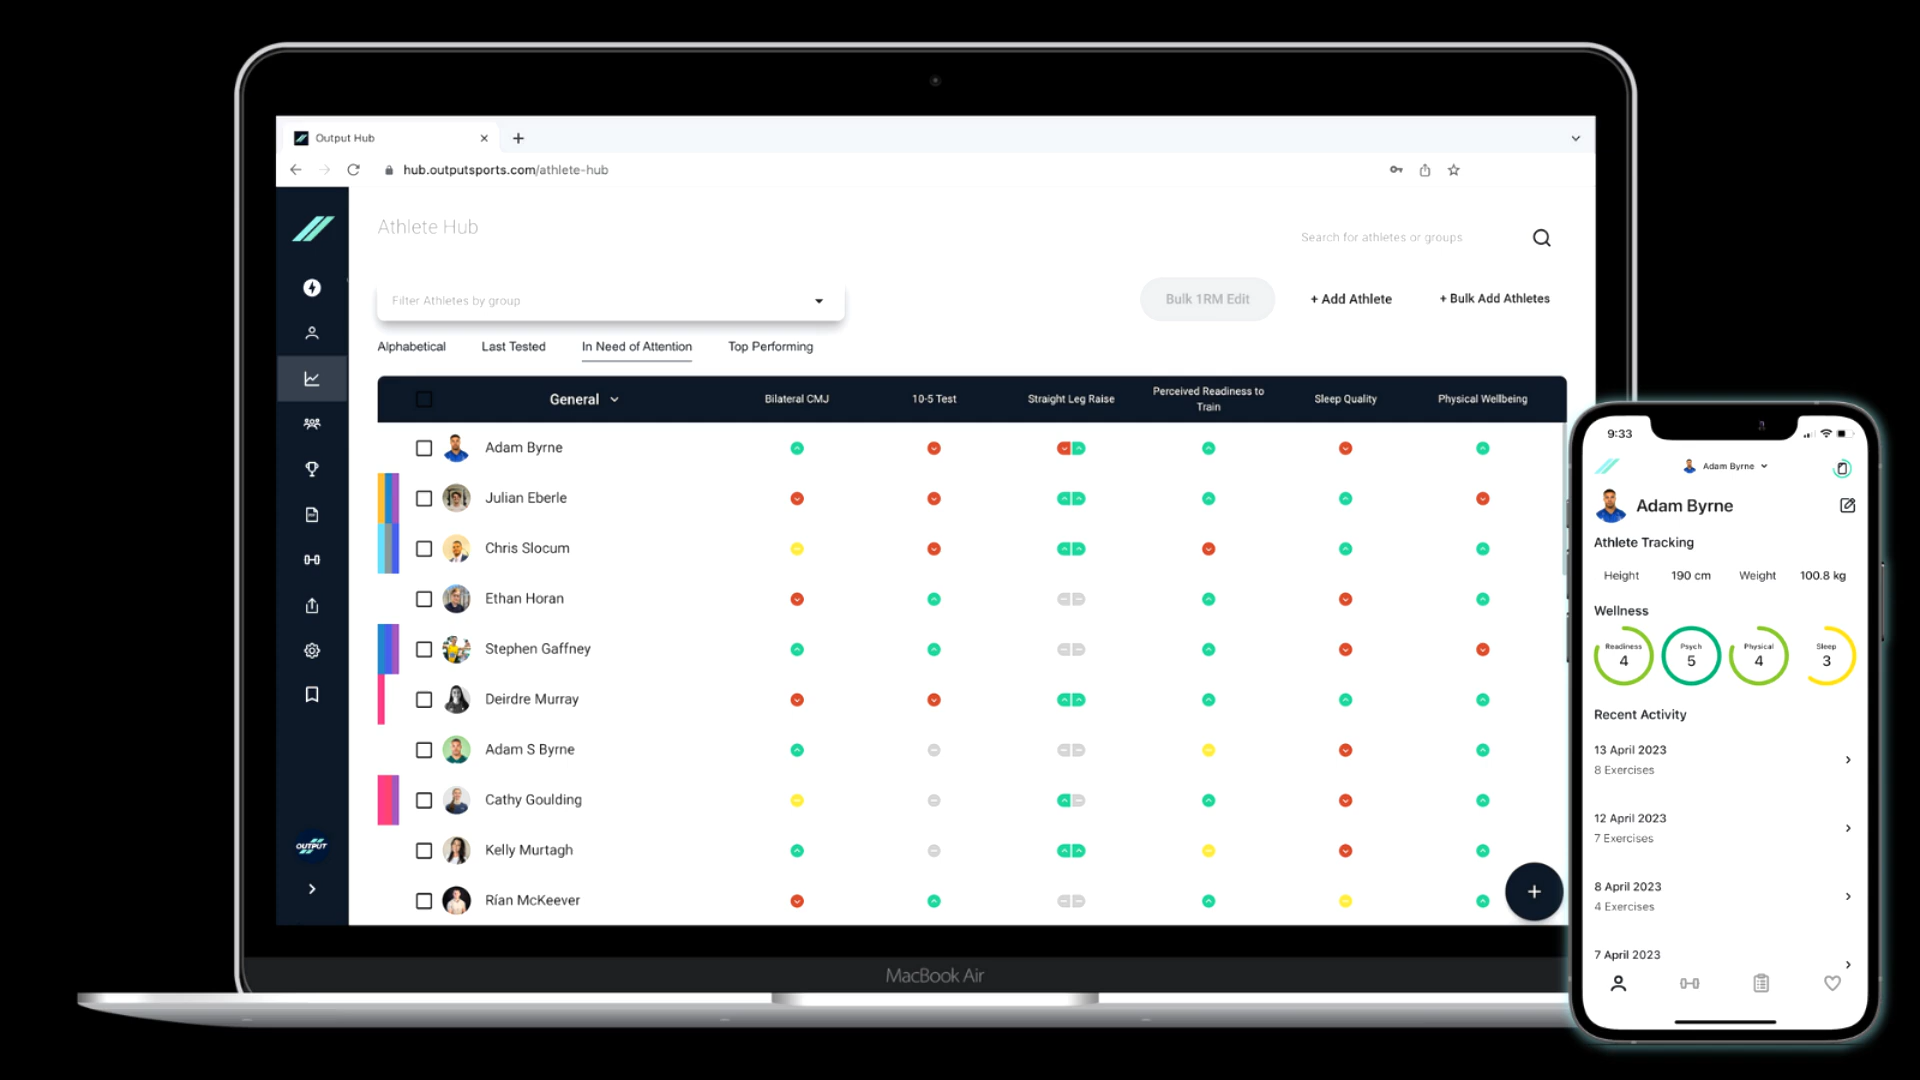 Output Hub
hub.outputsports.com/athlete-hub
Athlete Hub
Search for athletes or groups
Filter Athletes by group
Bulk 1RM Edit
+ Add Athlete
+ Bulk Add Athletes
Alphabetical
Last Tested
In Need of Attention
Top Performing
General
Bilateral CMJ
10-5 Test
Straight Leg Raise
Perceived Readiness to
Train
Sleep Quality
Physical Wellbeing
Adam Byrne
Julian Eberle
Chris Slocum
Ethan Horan
Stephen Gaffney
Deirdre Murray
Adam S Byrne
Cathy Goulding
Kelly Murtagh
Rían McKeever
OUTPUT
MacBook Air
9:33
Adam Byrne
Adam Byrne
Athlete Tracking
Height 190 cm Weight 100.8 kg
Wellness
Readiness
4
Psych
5
Physical
4
Sleep
3
Recent Activity
13 April 2023
8 Exercises
12 April 2023
7 Exercises
8 April 2023
4 Exercises
7 April 2023